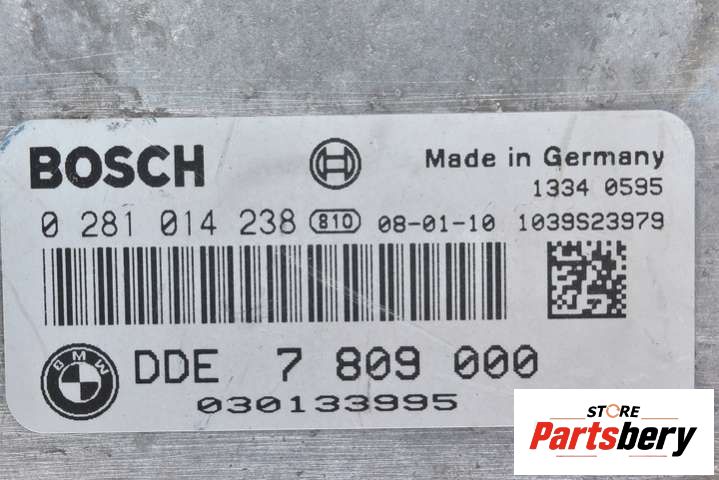 BOSCH
Made in Germany
1334 0595
0 281 014 238 810 08-01-10 1039S23979
BMW
DDE 7 809 000
030133995
STORE
Partsbery